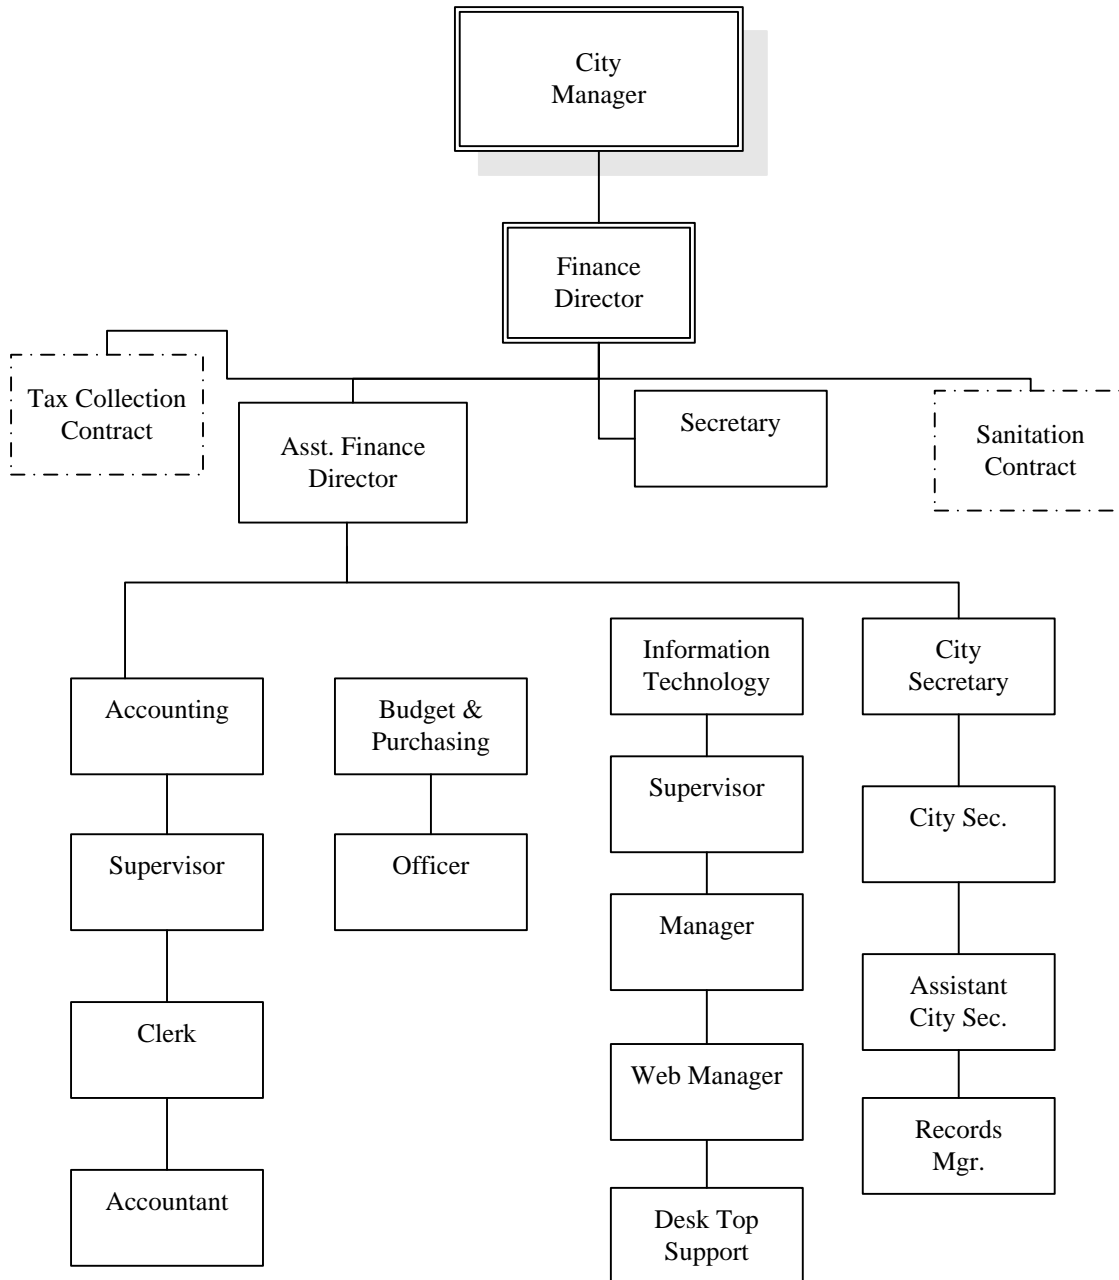 City
Manager
Finance
Director
Tax Collection
Contract
Asst. Finance
Director
Secretary
Sanitation
Contract
Accounting
Supervisor
Clerk
Accountant
Budget &
Purchasing
Officer
Information
Technology
Supervisor
Manager
Web Manager
Desk Top
Support
City
Secretary
City Sec.
Assistant
City Sec.
Records
Mgr.